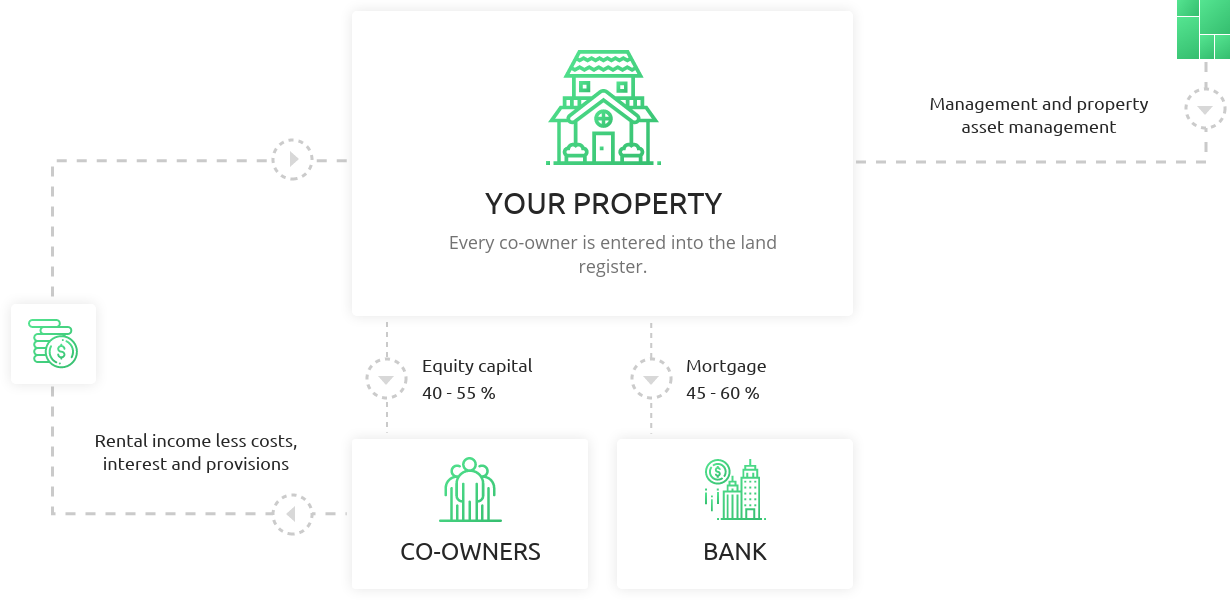 Management and property
asset management
YOUR PROPERTY
Every co-owner is entered into the land
register.
Equity capital
40 - 55 %
Mortgage
45 - 60 %
Rental income less costs,
interest and provisions
CO-OWNERS
BANK